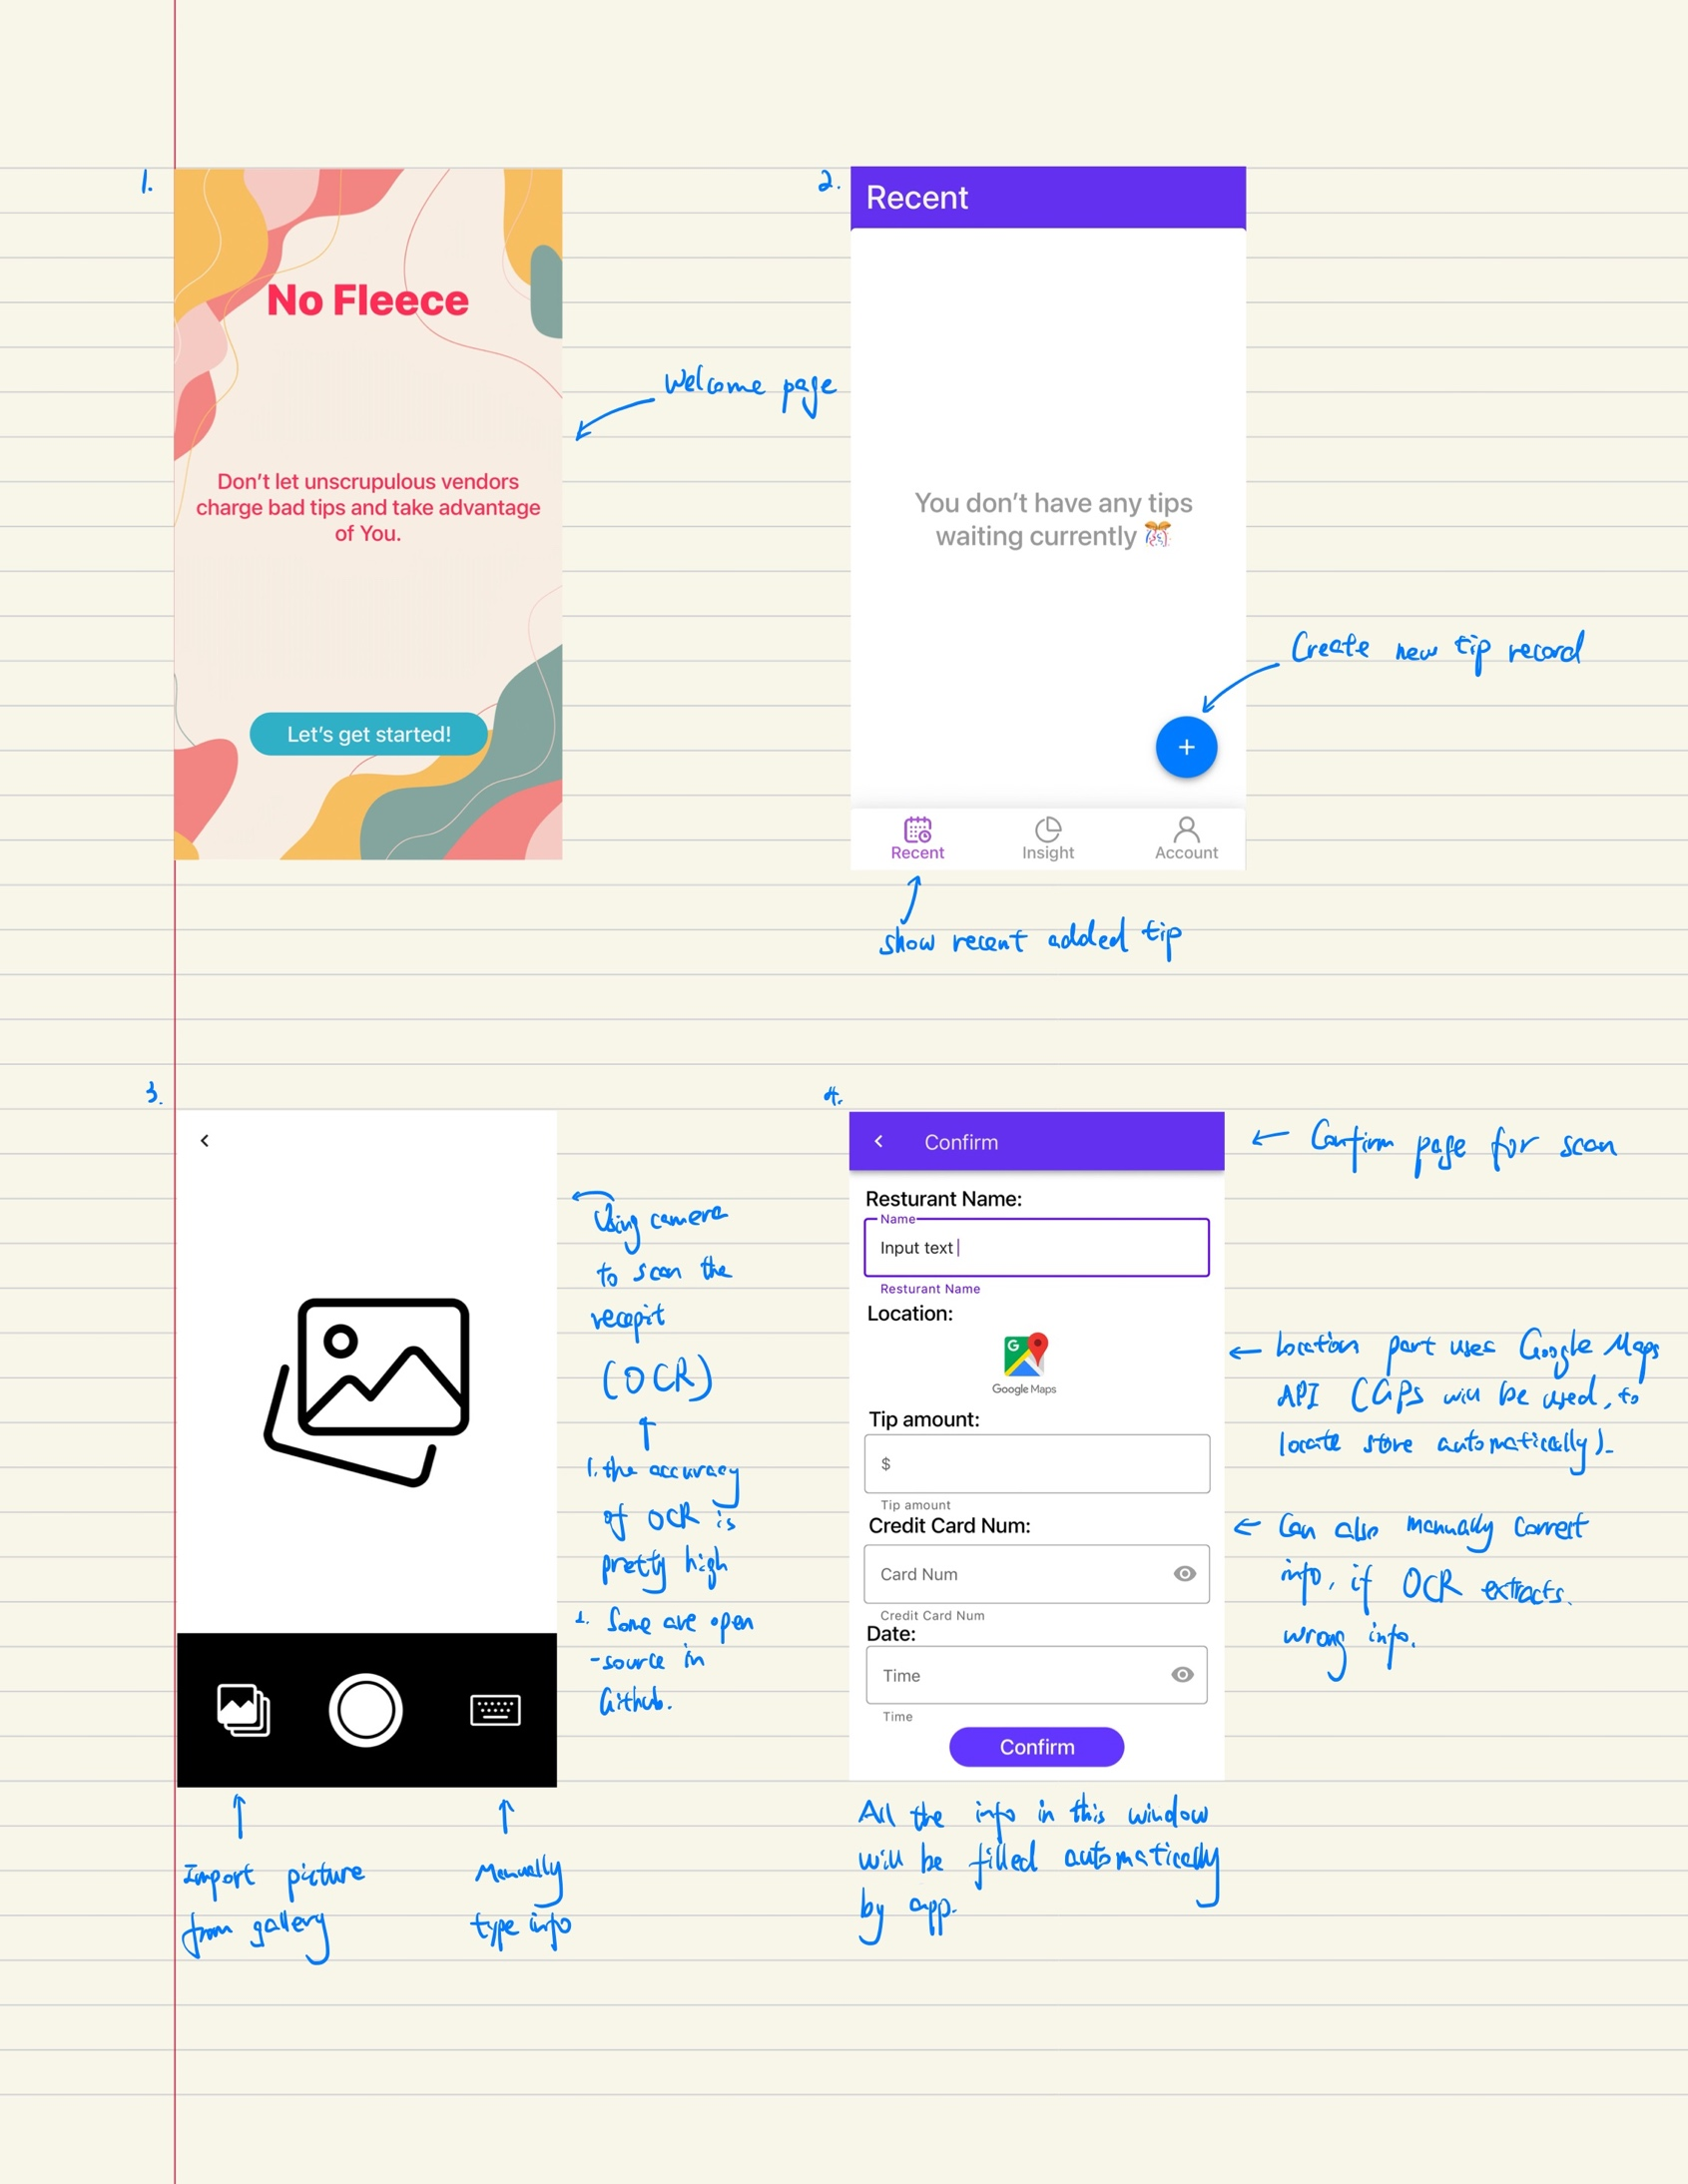 1.
No Fleece
Don't let unscrupulous vendors
charge bad tips and take advantage
of You.
Let's get started!
Welcome page
2.
Recent
You don't have any tips
waiting currently 🎊
+
Create new tip record
Recent
Insight
Account
show recent added tip
3.
Using camera
to scan the
recepit
(OCR)
1. the accuracy
of OCR is
pretty high
2. Some are open
-source in
Github.
Import picture
from gallery
Manually
type info
4.
Confirm
Confirm page for scan
Resturant Name:
Name
Input text
Resturant Name
Location:
G
Google Maps
Location part uses Google Maps
API (GPS will be used, to
locate store automatically).
Tip amount:
$
Tip amount
Credit Card Num:
Card Num
Credit Card Num
Can also manually correct
info, if OCR extracts
wrong info.
Date:
Time
Time
Confirm
All the info in this window
will be filled automatically
by app.